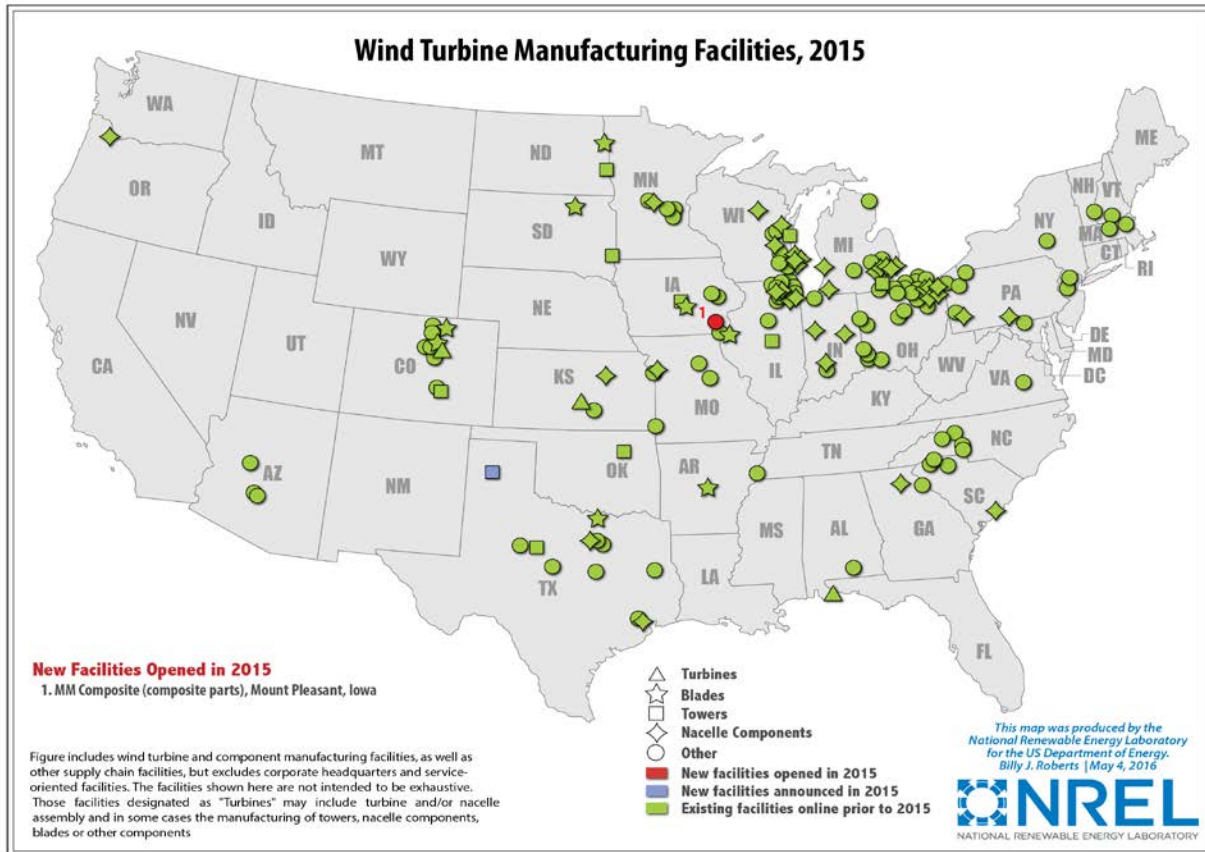 Wind Turbine Manufacturing Facilities, 2015
WA
MT
ND
MN
ME
OR
ID
SD
WI
MI
NH
VT
NY
MA
CT
RI
WY
IA
NE
PA
NV
UT
CO
CA
KS
MO
IL
IN
OH
WV
VA
DE
MD
DC
KY
AZ
NM
OK
AR
TN
NC
SC
MS
AL
GA
TX
LA
FL
1
New Facilities Opened in 2015
1. MM Composite (composite parts), Mount Pleasant, Iowa
Figure includes wind turbine and component manufacturing facilities, as well as
other supply chain facilities, but excludes corporate headquarters and service-
oriented facilities. The facilities shown here are not intended to be exhaustive.
Those facilities designated as "Turbines" may include turbine and/or nacelle
assembly and in some cases the manufacturing of towers, nacelle components,
blades or other components
Turbines
Blades
Towers
Nacelle Components
Other
New facilities opened in 2015
New facilities announced in 2015
Existing facilities online prior to 2015
This map was produced by the
National Renewable Energy Laboratory
for the US Department of Energy.
Billy J. Roberts | May 4, 2016
NREL
NATIONAL RENEWABLE ENERGY LABORATORY